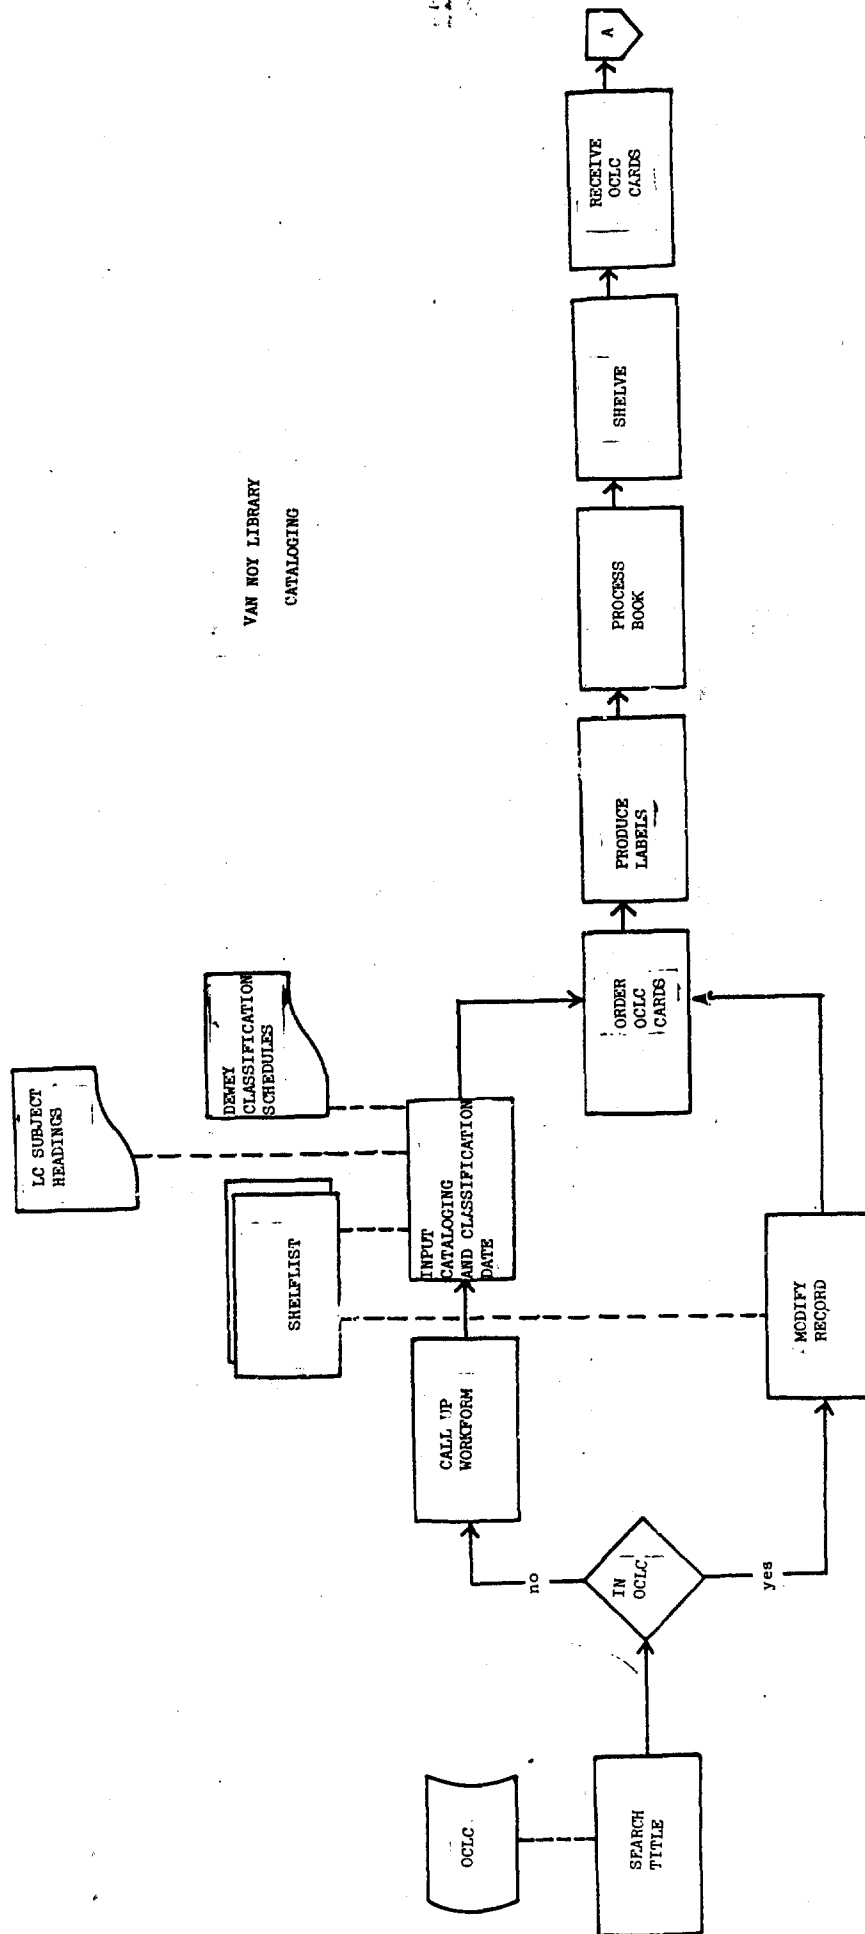 VAN NOY LIBRARY
CATALOGING
LC SUBJECT
HEADINGS
DEWEY
CLASSIFICATION
SCHEDULES
SHELFLIST
OCLC
SEARCH
TITLE
IN
OCLC
no
yes
CALL UP
WORKFORM
INPUT
CATALOGING
AND CLASSIFICATION
DATE
MODIFY
RECORD
ORDER
OCLC
CARDS
PRODUCE
LABELS
PROCESS
BOOK
SHELVE
RECEIVE
OCLC
CARDS
A